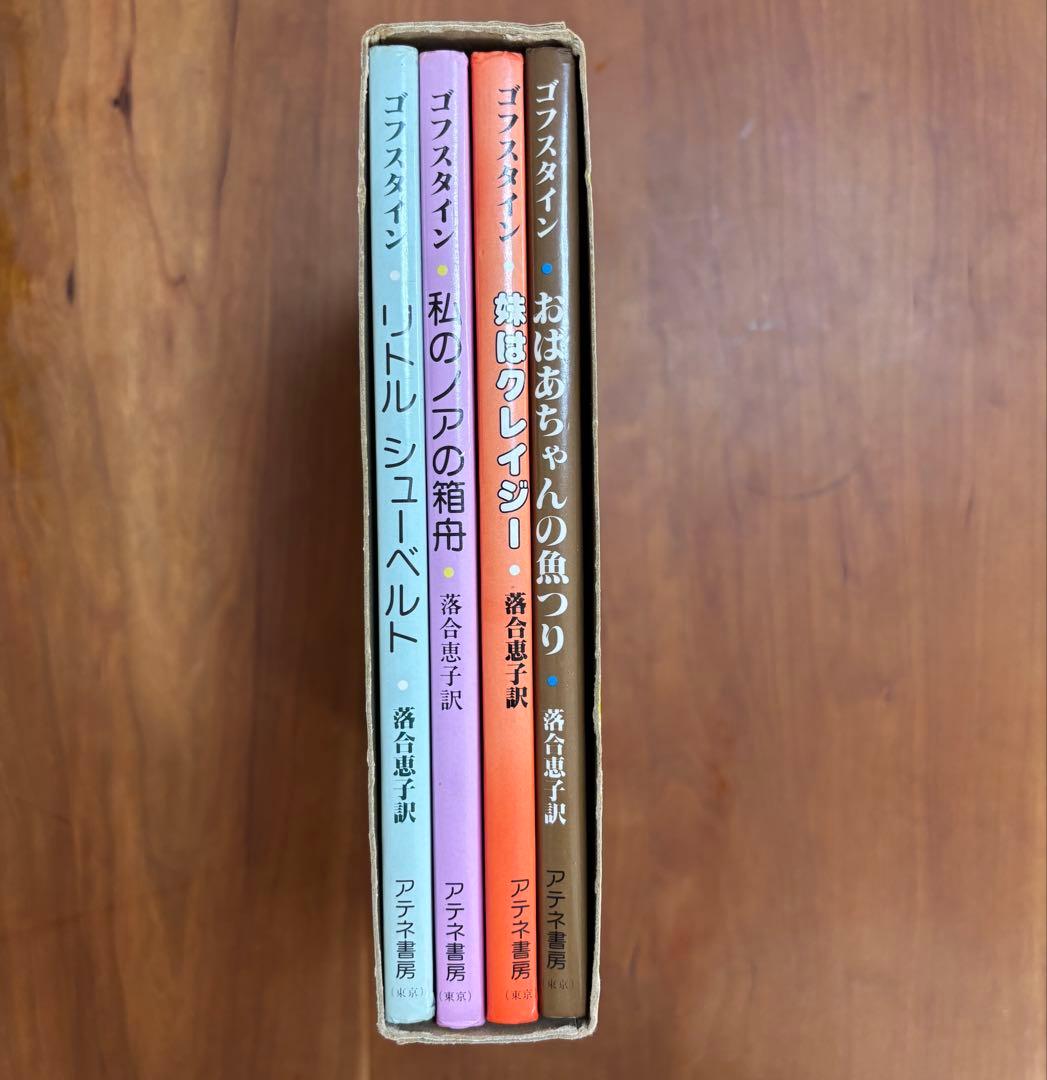 ゴフスタイン・リトル シューベルト・落合恵子訳 アテネ書房(東京)
ゴフスタイン・私のノアの箱舟・落合恵子訳 アテネ書房(東京)
ゴフスタイン・妹はクレイジー・落合恵子訳 アテネ書房(東京)
ゴフスタイン・おばあちゃんの魚つり・落合恵子訳 アテネ書房(東京)